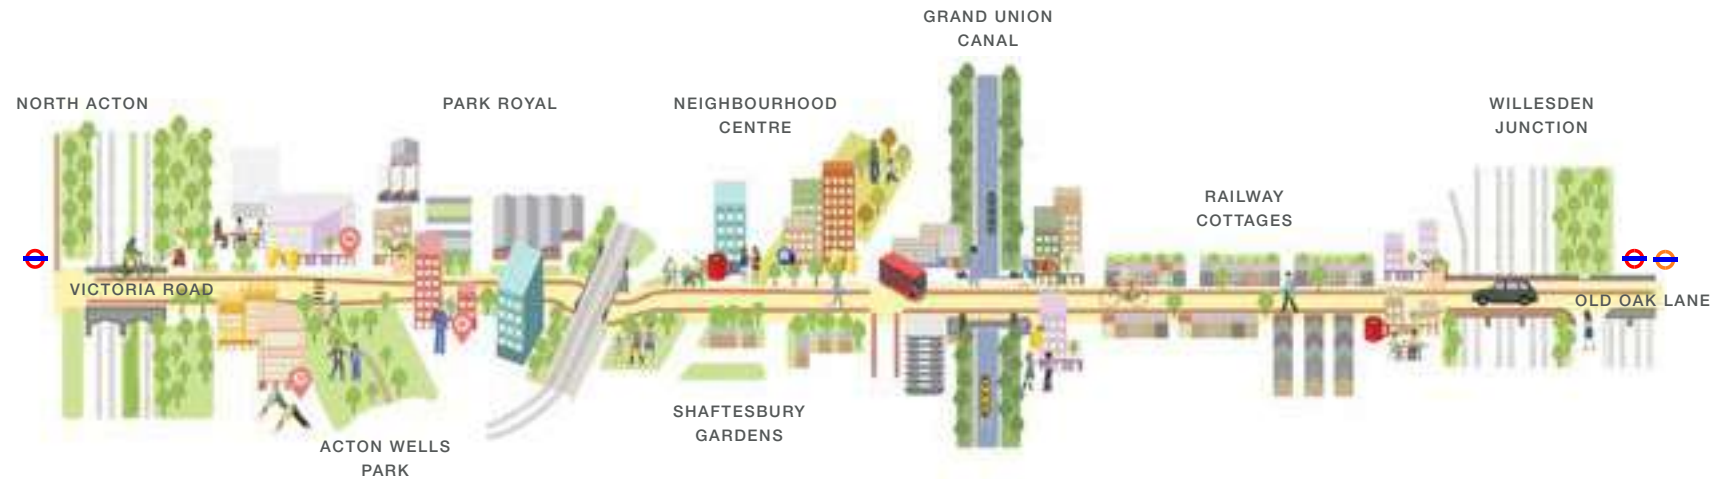 GRAND UNION
CANAL
NORTH ACTON
PARK ROYAL
NEIGHBOURHOOD
CENTRE
WILLESDEN
JUNCTION
RAILWAY
COTTAGES
VICTORIA ROAD
OLD OAK LANE
SHAFTESBURY
GARDENS
ACTON WELLS
PARK